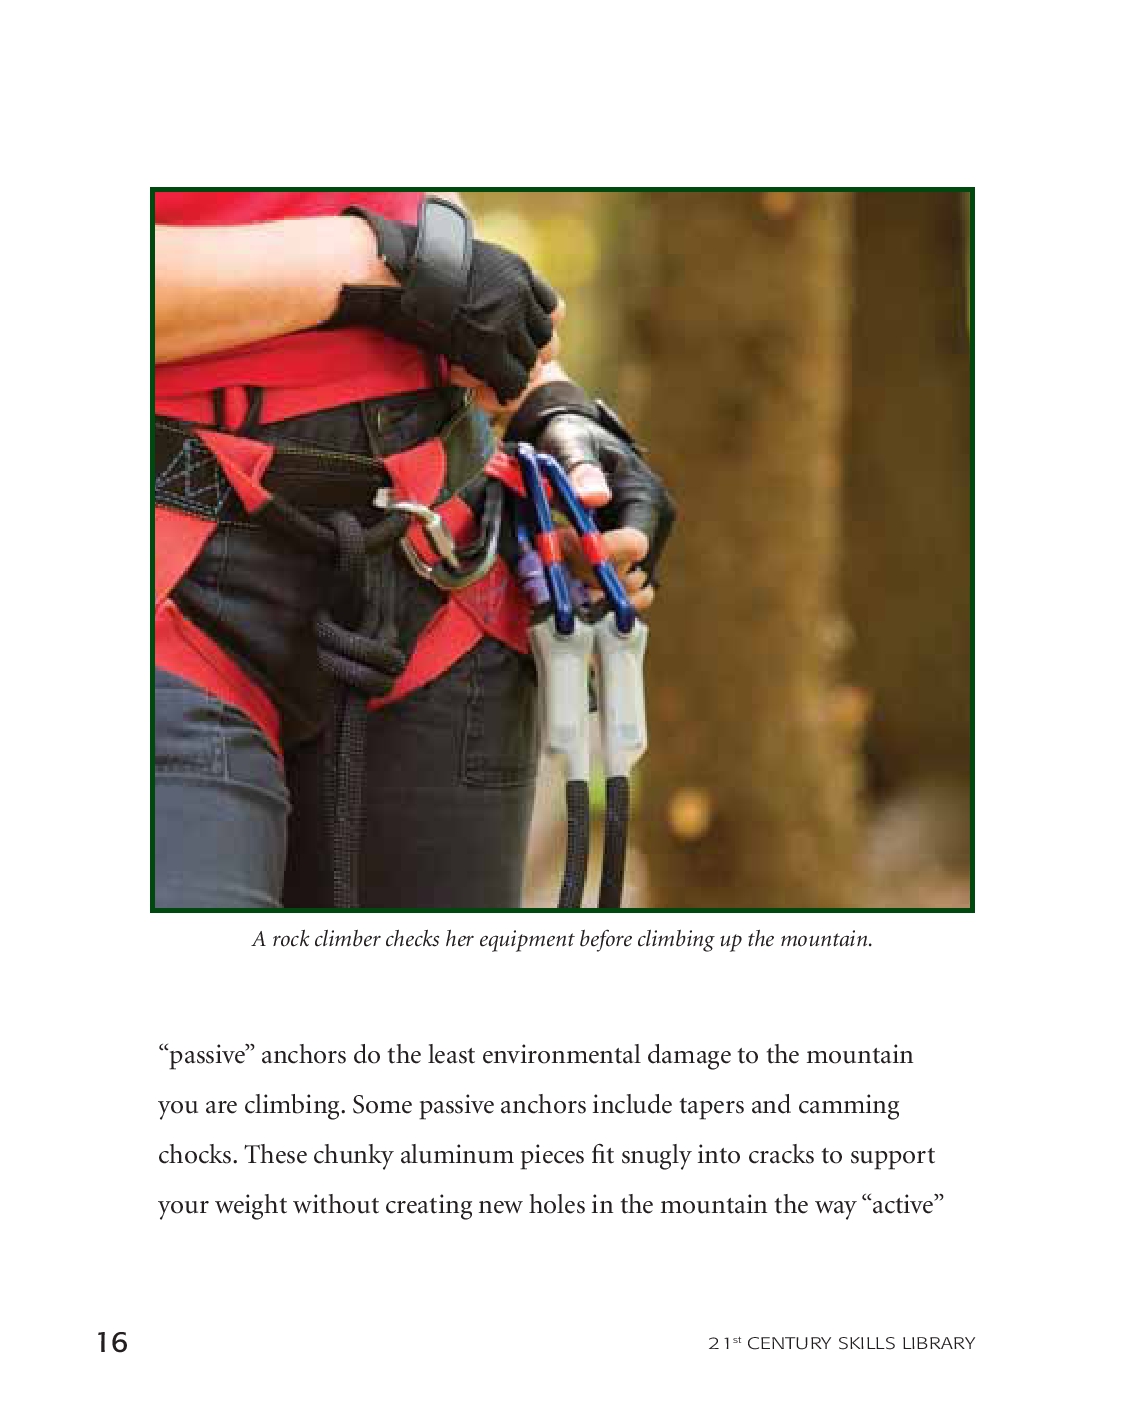 A rock climber checks her equipment before climbing up the mountain.
“passive” anchors do the least environmental damage to the mountain
you are climbing. Some passive anchors include tapers and camming
chocks. These chunky aluminum pieces fit snugly into cracks to support
your weight without creating new holes in the mountain the way “active”
16
21st CENTURY SKILLS LIBRARY